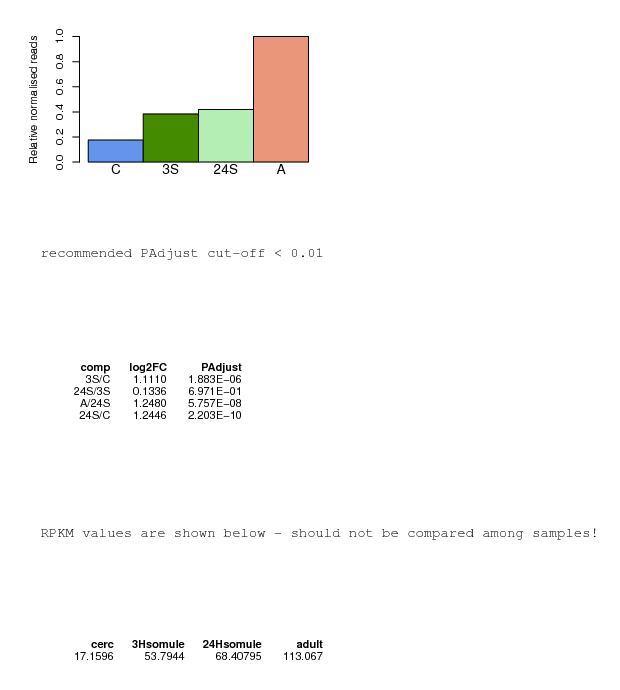 Relative normalised reads
1.0
0.8
0.6
0.4
0.2
0.0
C 3S 24S A
recommended PAdjust cut-off < 0.01
comp log2FC PAdjust
3S/C 1.1110 1.883E-06
24S/3S 0.1336 6.971E-01
A/24S 1.2480 5.757E-08
24S/C 1.2446 2.203E-10
RPKM values are shown below - should not be compared among samples!
cerc 3Hsomule 24Hsomule adult
17.1596 53.7944 68.40795 113.067